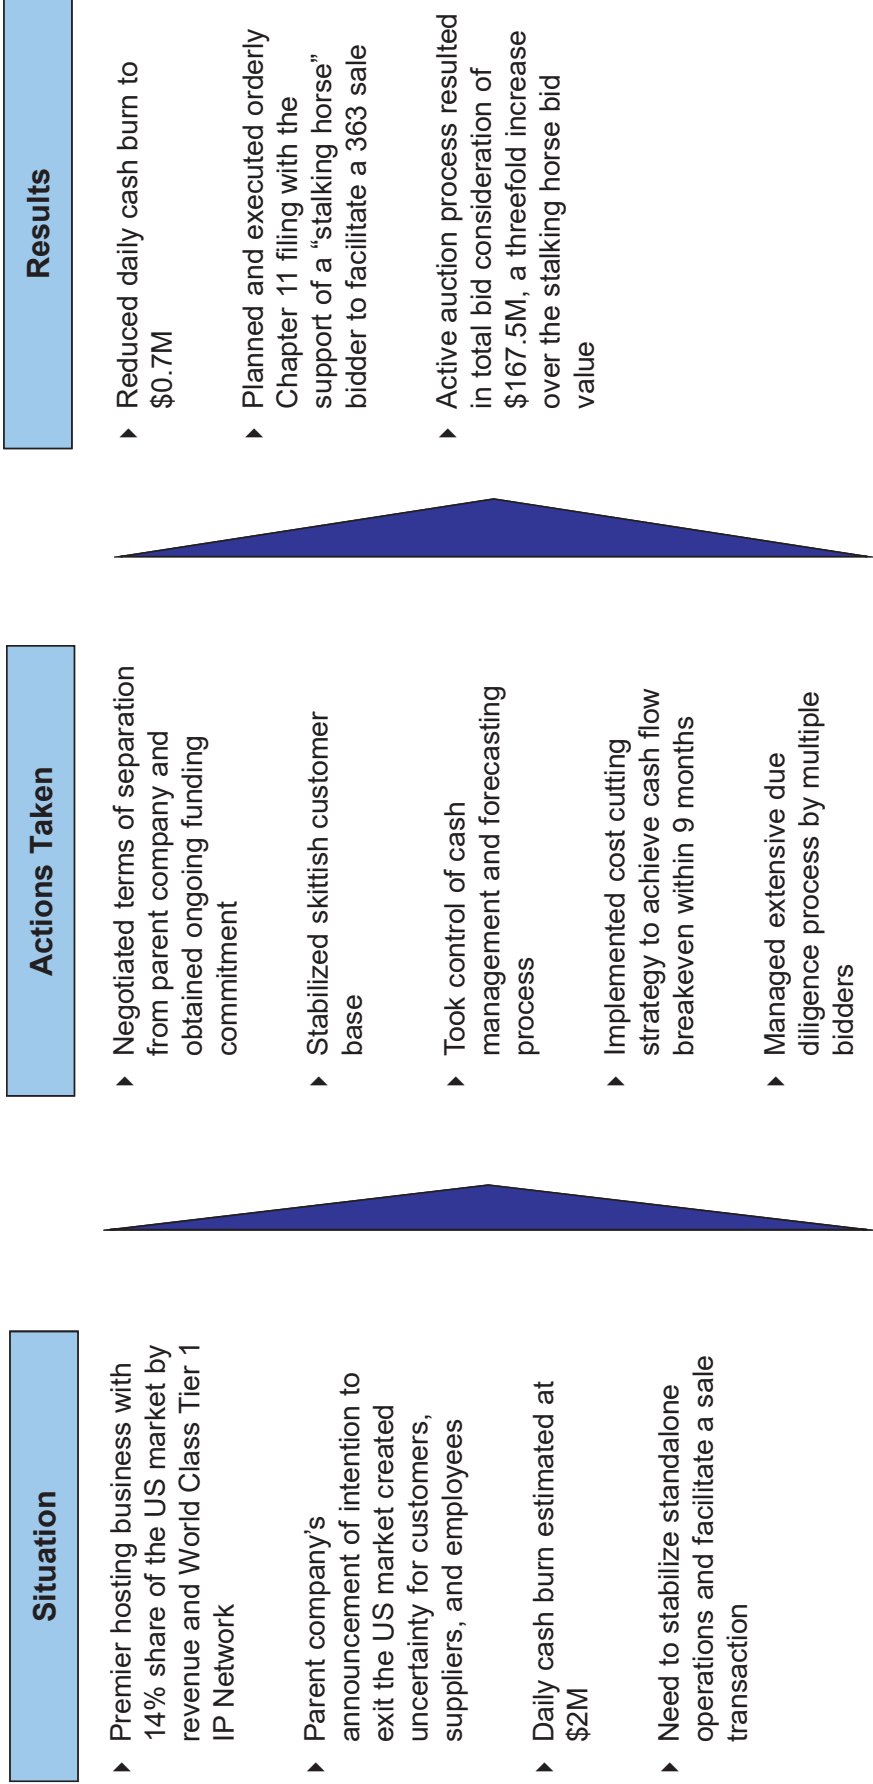 Situation
Premier hosting business with
14% share of the US market by
revenue and World Class Tier 1
IP Network
Parent company's
announcement of intention to
exit the US market created
uncertainty for customers,
suppliers, and employees
Daily cash burn estimated at
$2M
Need to stabilize standalone
operations and facilitate a sale
transaction
Actions Taken
Negotiated terms of separation
from parent company and
obtained ongoing funding
commitment
Stabilized skittish customer
base
Took control of cash
management and forecasting
process
Implemented cost cutting
strategy to achieve cash flow
breakeven within 9 months
Managed extensive due
diligence process by multiple
bidders
Results
Reduced daily cash burn to
$0.7M
Planned and executed orderly
Chapter 11 filing with the
support of a “stalking horse”
bidder to facilitate a 363 sale
Active auction process resulted
in total bid consideration of
$167.5M, a threefold increase
over the stalking horse bid
value